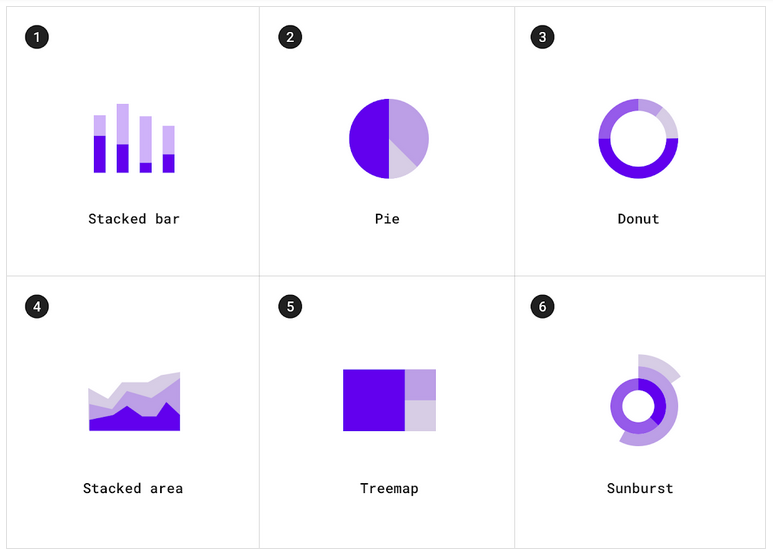 1
2
3
Stacked bar
Pie
Donut
4
5
6
Stacked area
Treemap
Sunburst